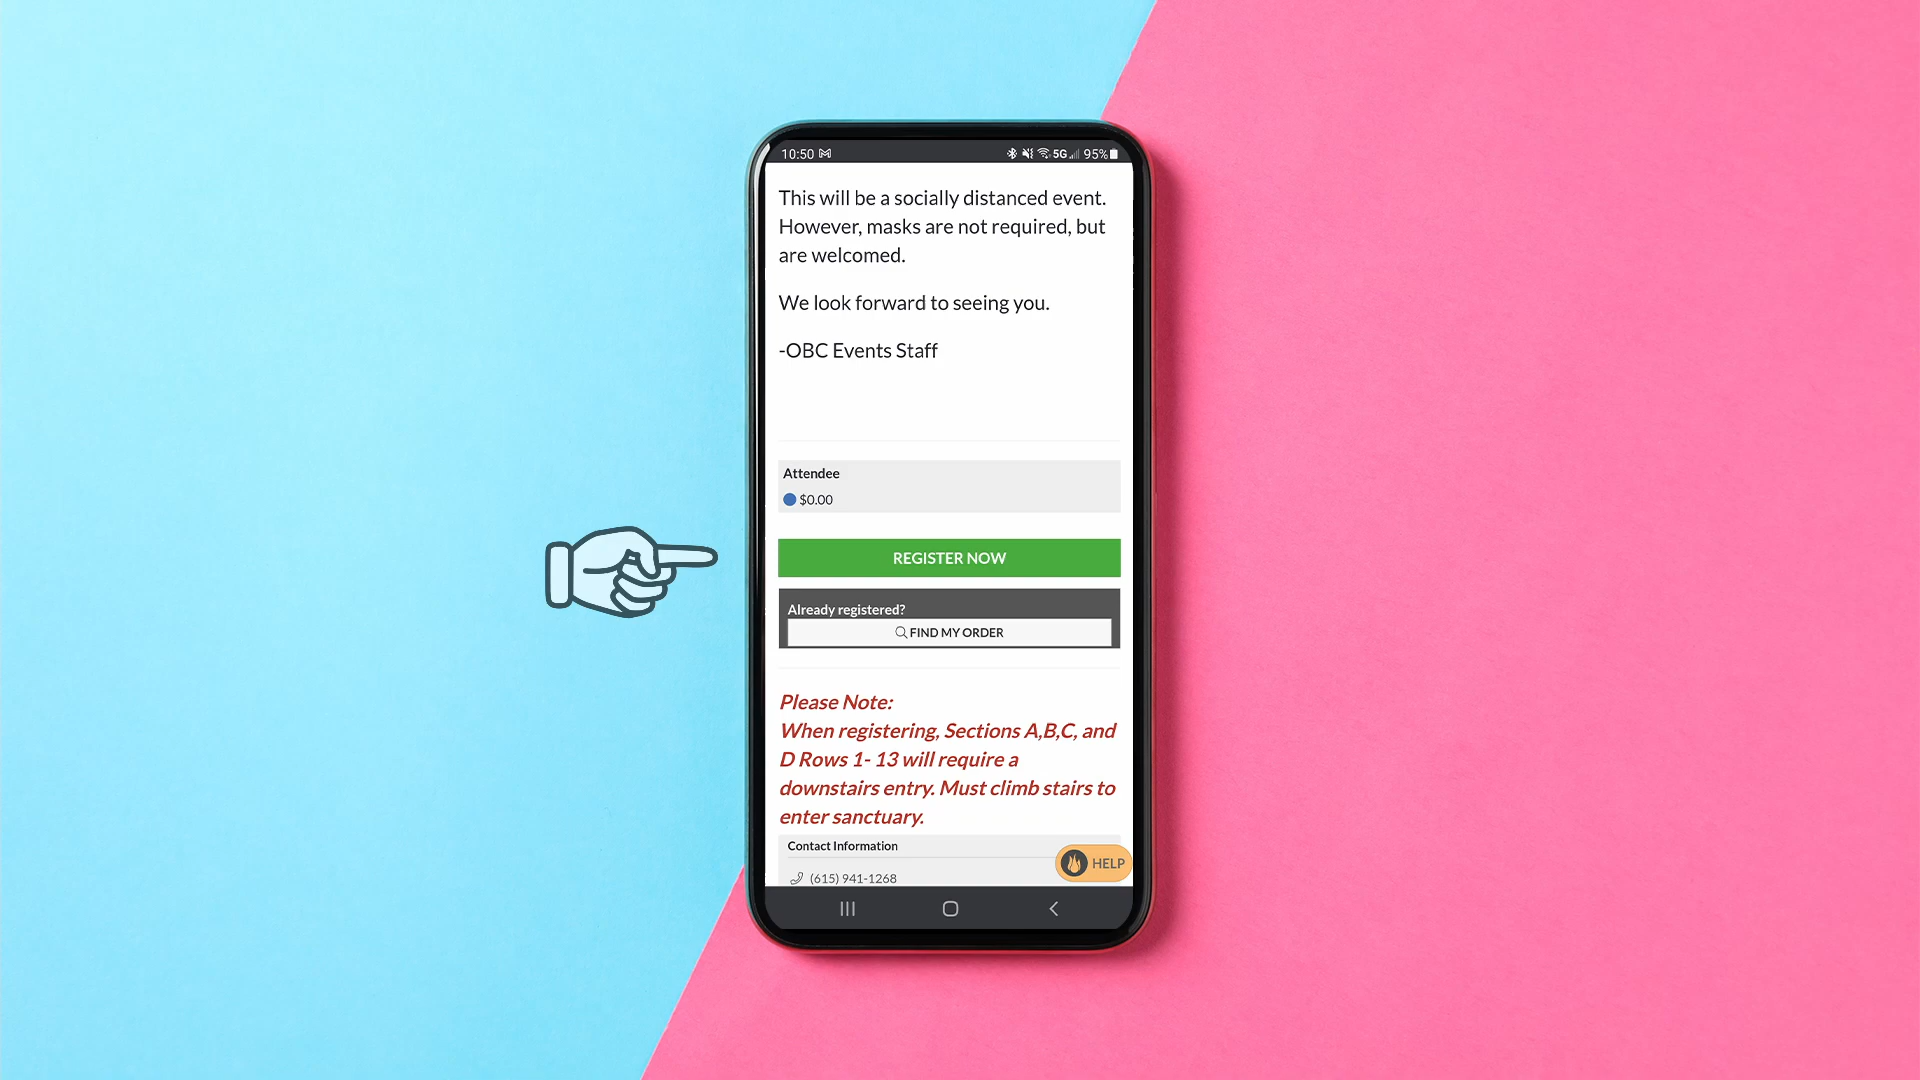 10:50 5G 95%
This will be a socially distanced event.
However, masks are not required, but
are welcomed.
We look forward to seeing you.
-OBC Events Staff
Attendee
$0.00
REGISTER NOW
Already registered?
FIND MY ORDER
Please Note:
When registering, Sections A,B,C, and
D Rows 1- 13 will require a
downstairs entry. Must climb stairs to
enter sanctuary.
Contact Information
HELP
(615) 941-1268